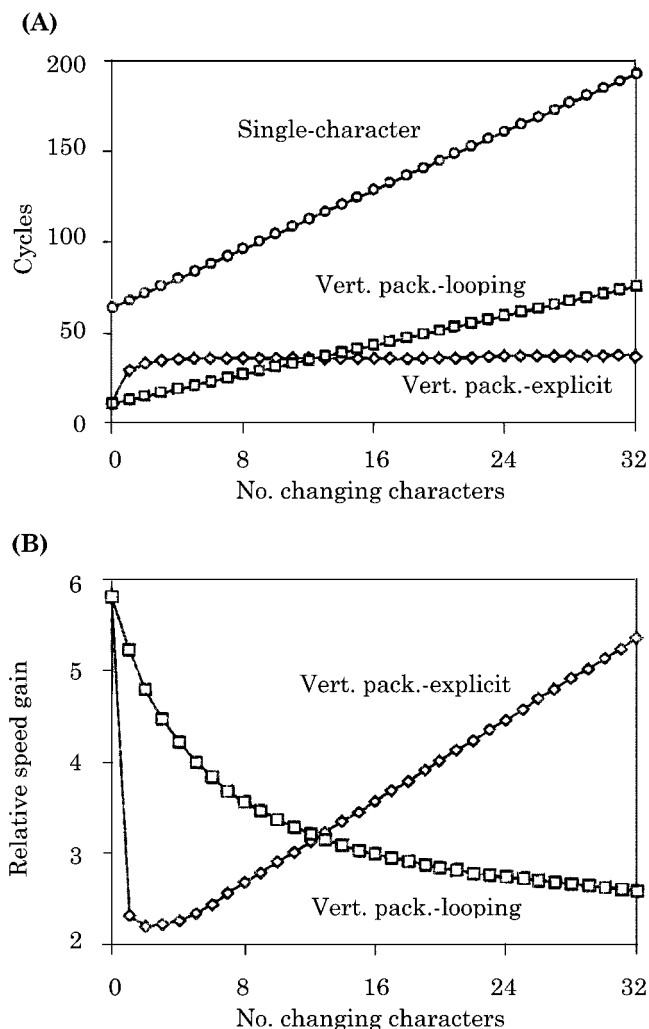 (A)
200
150
100
50
0
Cycles
Single-character
Vert. pack.-looping
Vert. pack.-explicit
0 8 16 24 32
No. changing characters
(B)
6
5
4
3
2
Relative speed gain
Vert. pack.-explicit
Vert. pack.-looping
0 8 16 24 32
No. changing characters